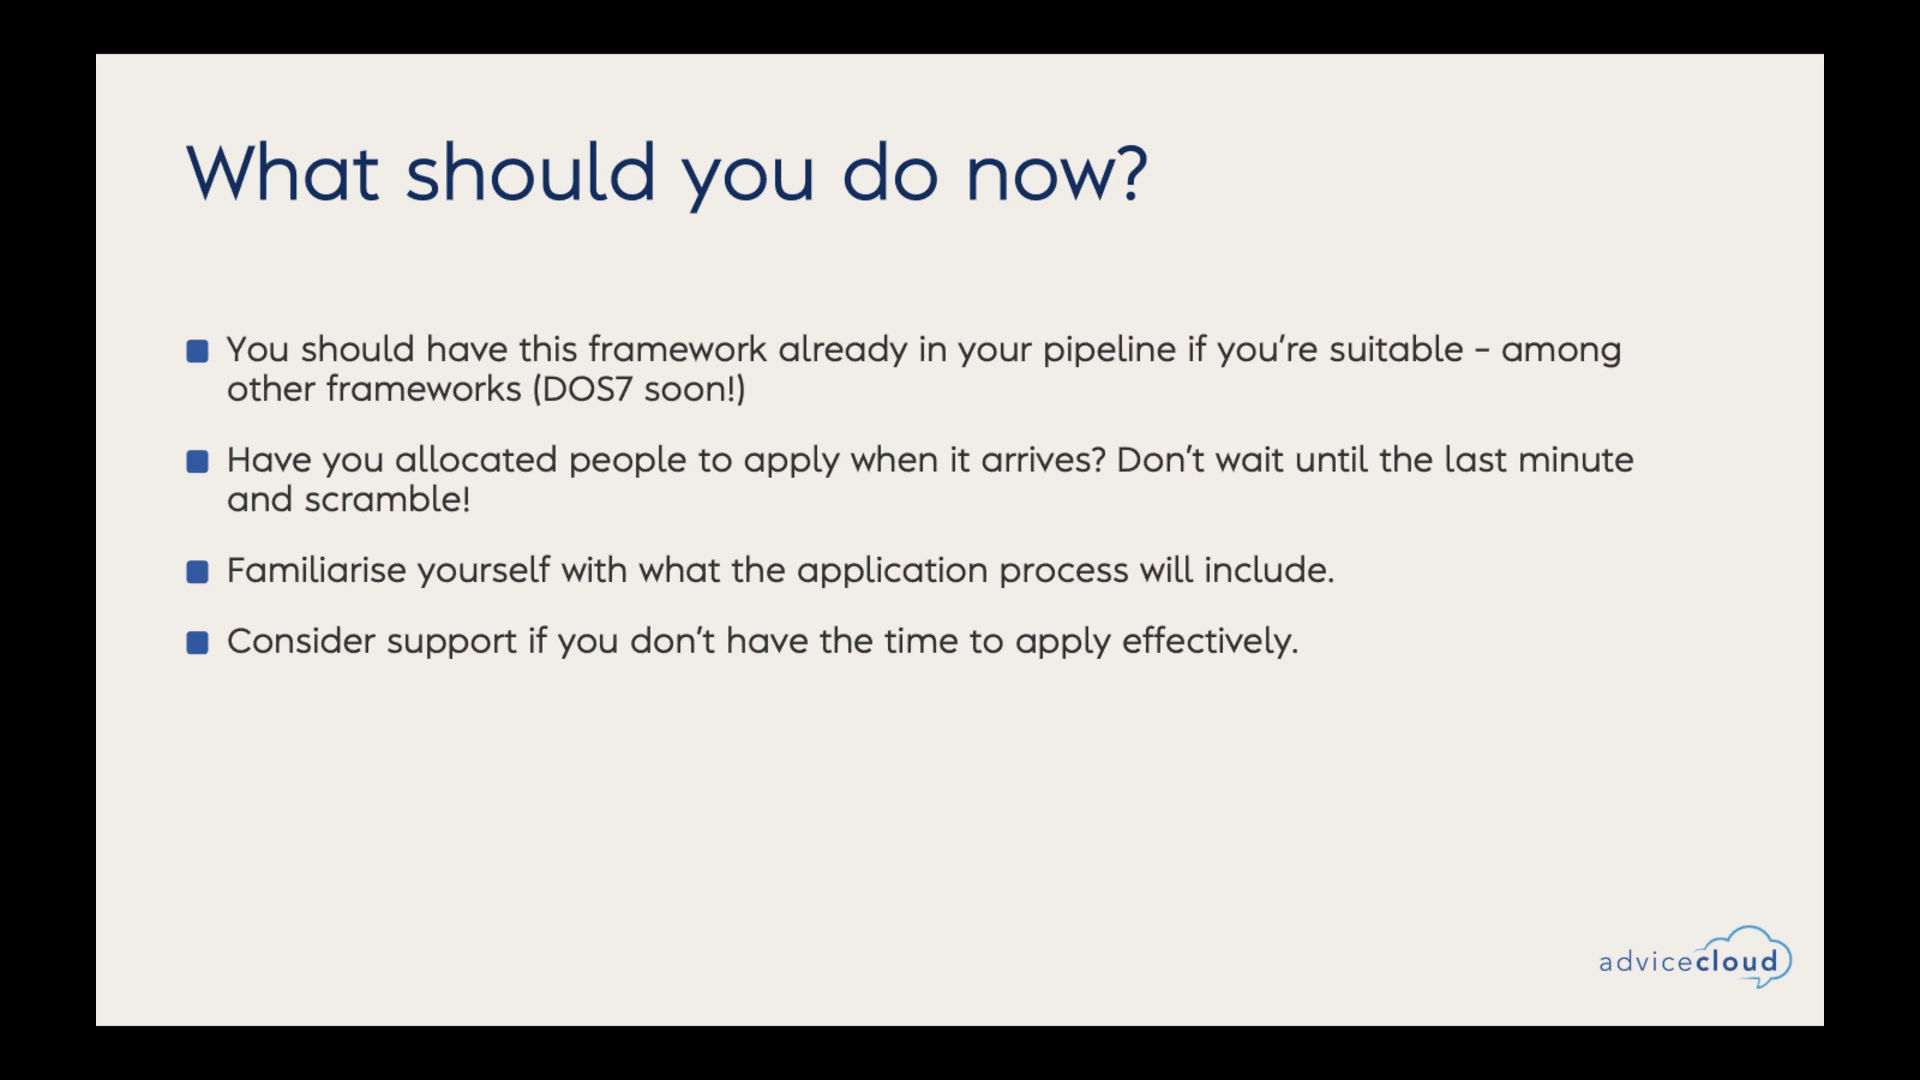 What should you do now?
You should have this framework already in your pipeline if you’re suitable – among
other frameworks (DOS7 soon!)
Have you allocated people to apply when it arrives? Don’t wait until the last minute
and scramble!
Familiarise yourself with what the application process will include.
Consider support if you don’t have the time to apply effectively.
advicecloud